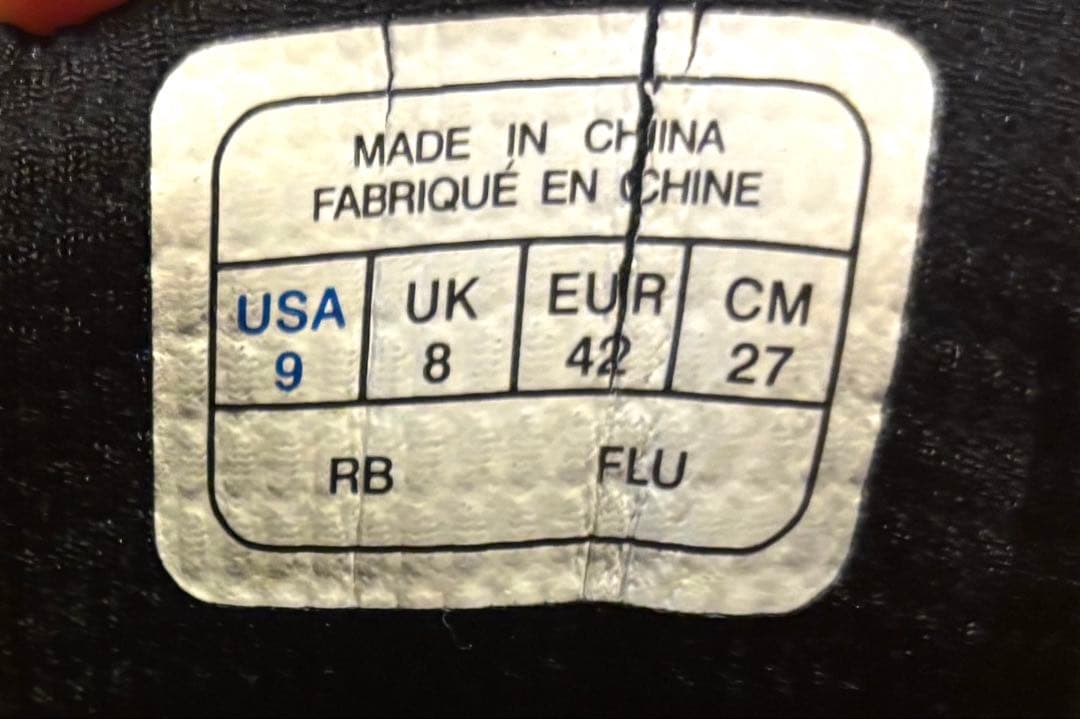 MADE IN CHINA
FABRIQUÉ EN CHINE
USA UK EUR CM
9 8 42 27
RB FLU